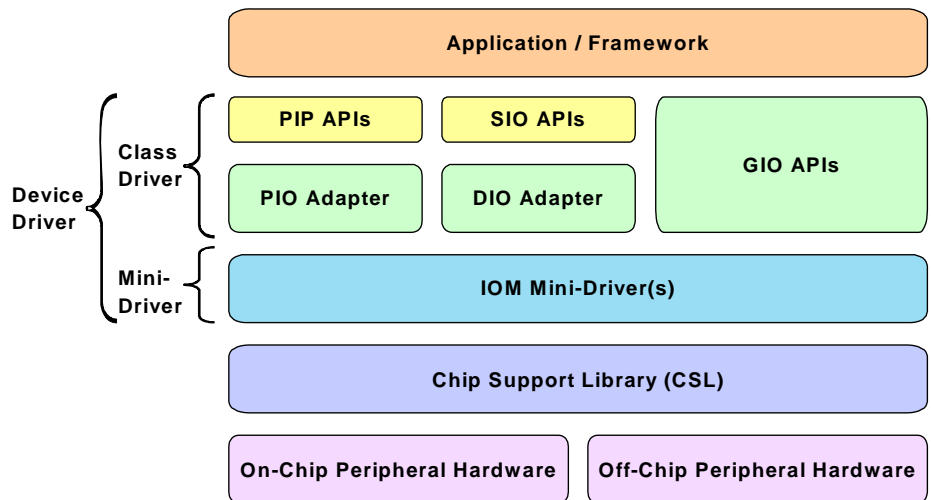 Application / Framework
PIP APIs
SIO APIs
GIO APIs
Class
Driver
Device
Driver
PIO Adapter
DIO Adapter
Mini-
Driver
IOM Mini-Driver(s)
Chip Support Library (CSL)
On-Chip Peripheral Hardware
Off-Chip Peripheral Hardware